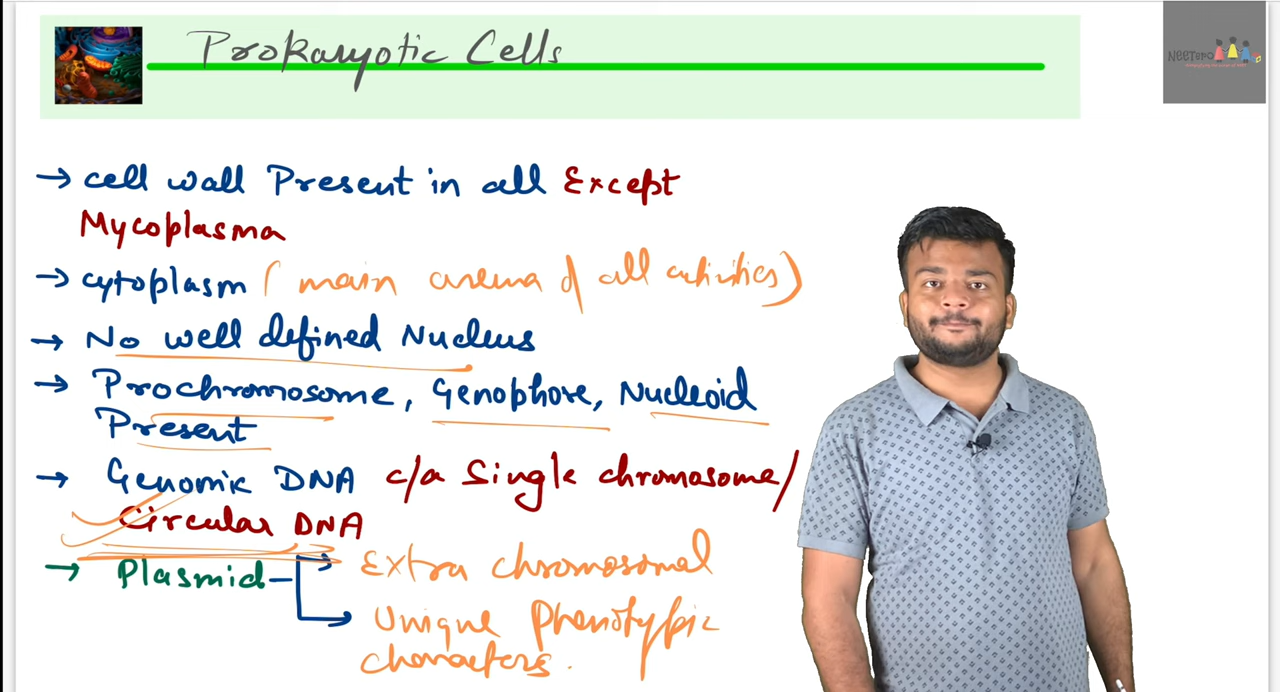 Prokaryotic Cells
NEETopo
→ cell wall Present in all Except
Mycoplasma
→ cytoplasm ( main arena of all activities)
→ No well defined Nucleus
→ Prochromosome, Genophore, Nucleoid
Present
→ Genomic DNA c/a Single chromosome/
Circular DNA
→ Plasmid
→ Extra chromosomal
→ Unique Phenotypic
characters.